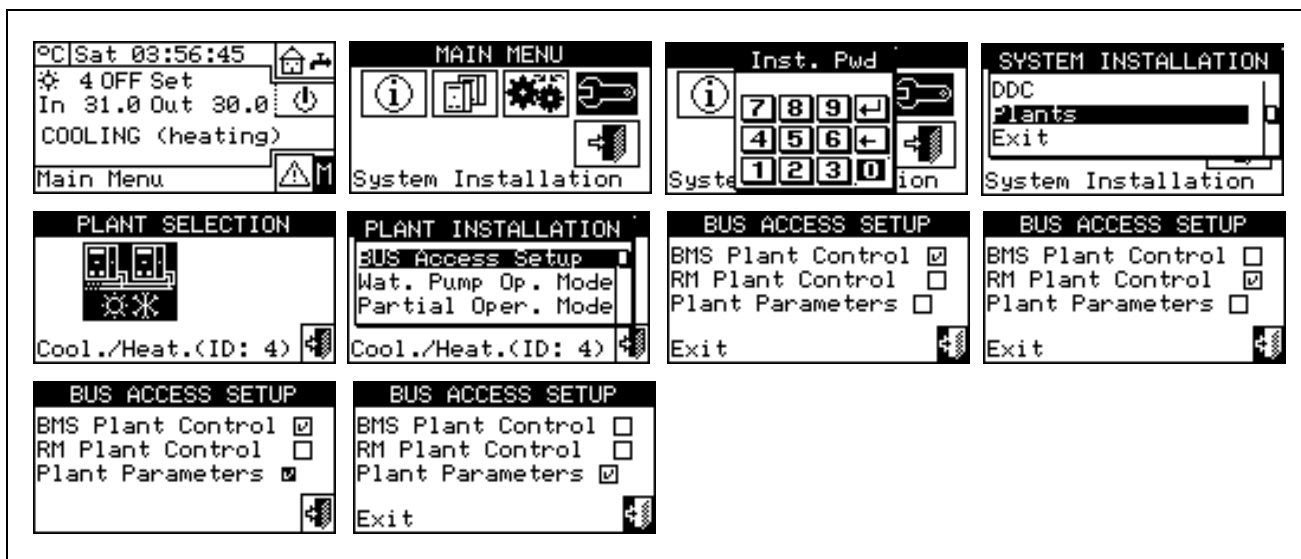 °C Sat 03:56:45
4 OFF Set
In 31.0 Out 30.0
COOLING (heating)
Main Menu M
MAIN MENU
i
System Installation
Inst. Pwd
i
7 8 9
4 5 6
1 2 3 0
Syste ion
SYSTEM INSTALLATION
DDC
Plants
Exit
System Installation
PLANT SELECTION
Cool./Heat.(ID: 4)
PLANT INSTALLATION
BUS Access Setup
Wat. Pump Op. Mode
Partial Oper. Mode
Cool./Heat.(ID: 4)
BUS ACCESS SETUP
BMS Plant Control
RM Plant Control
Plant Parameters
Exit
BUS ACCESS SETUP
BMS Plant Control
RM Plant Control
Plant Parameters
Exit
BUS ACCESS SETUP
BMS Plant Control
RM Plant Control
Plant Parameters
BUS ACCESS SETUP
BMS Plant Control
RM Plant Control
Plant Parameters
Exit